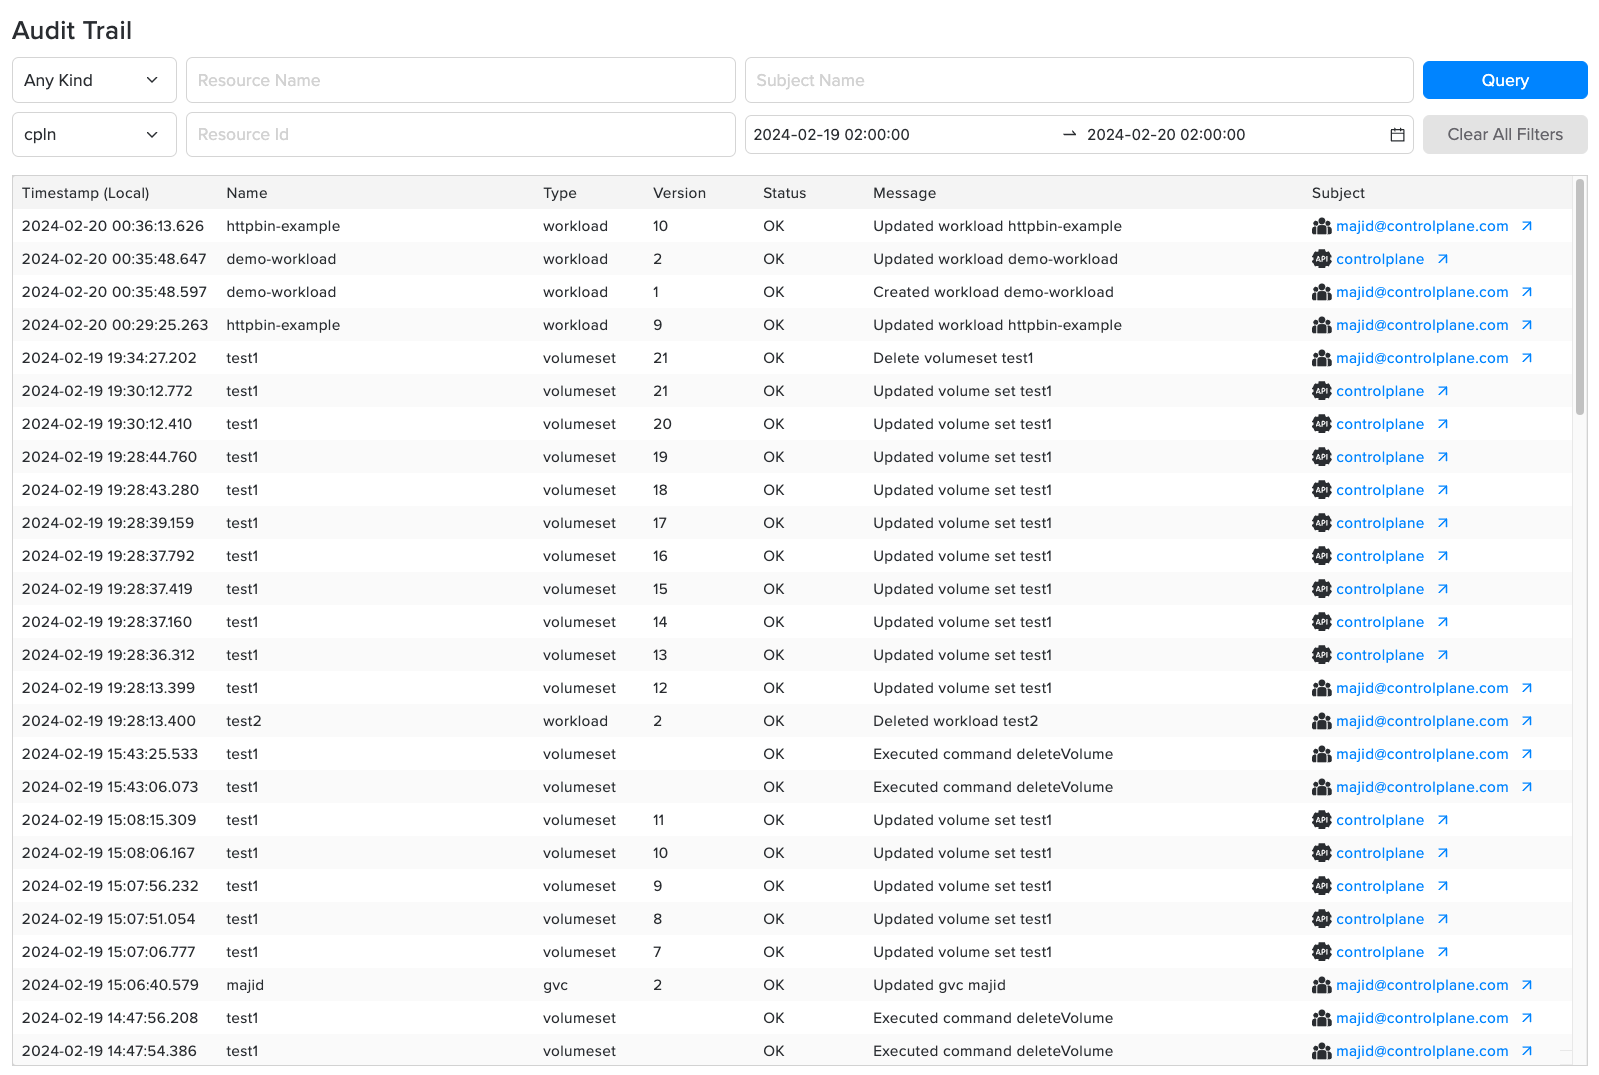 Audit Trail
Any Kind Resource Name Subject Name Query
cpln Resource Id 2024-02-19 02:00:00 → 2024-02-20 02:00:00 Clear All Filters
Timestamp (Local) Name Type Version Status Message Subject
2024-02-20 00:36:13.626 httpbin-example workload 10 OK Updated workload httpbin-example majid@controlplane.com
2024-02-20 00:35:48.647 demo-workload workload 2 OK Updated workload demo-workload API controlplane
2024-02-20 00:35:48.597 demo-workload workload 1 OK Created workload demo-workload majid@controlplane.com
2024-02-20 00:29:25.263 httpbin-example workload 9 OK Updated workload httpbin-example majid@controlplane.com
2024-02-19 19:34:27.202 test1 volumeset 21 OK Delete volumeset test1 majid@controlplane.com
2024-02-19 19:30:12.772 test1 volumeset 21 OK Updated volume set test1 API controlplane
2024-02-19 19:30:12.410 test1 volumeset 20 OK Updated volume set test1 API controlplane
2024-02-19 19:28:44.760 test1 volumeset 19 OK Updated volume set test1 API controlplane
2024-02-19 19:28:43.280 test1 volumeset 18 OK Updated volume set test1 API controlplane
2024-02-19 19:28:39.159 test1 volumeset 17 OK Updated volume set test1 API controlplane
2024-02-19 19:28:37.792 test1 volumeset 16 OK Updated volume set test1 API controlplane
2024-02-19 19:28:37.419 test1 volumeset 15 OK Updated volume set test1 API controlplane
2024-02-19 19:28:37.160 test1 volumeset 14 OK Updated volume set test1 API controlplane
2024-02-19 19:28:36.312 test1 volumeset 13 OK Updated volume set test1 API controlplane
2024-02-19 19:28:13.399 test1 volumeset 12 OK Updated volume set test1 majid@controlplane.com
2024-02-19 19:28:13.400 test2 workload 2 OK Deleted workload test2 majid@controlplane.com
2024-02-19 15:43:25.533 test1 volumeset OK Executed command deleteVolume majid@controlplane.com
2024-02-19 15:43:06.073 test1 volumeset OK Executed command deleteVolume majid@controlplane.com
2024-02-19 15:08:15.309 test1 volumeset 11 OK Updated volume set test1 API controlplane
2024-02-19 15:08:06.167 test1 volumeset 10 OK Updated volume set test1 API controlplane
2024-02-19 15:07:56.232 test1 volumeset 9 OK Updated volume set test1 API controlplane
2024-02-19 15:07:51.054 test1 volumeset 8 OK Updated volume set test1 API controlplane
2024-02-19 15:07:06.777 test1 volumeset 7 OK Updated volume set test1 API controlplane
2024-02-19 15:06:40.579 majid gvc 2 OK Updated gvc majid majid@controlplane.com
2024-02-19 14:47:56.208 test1 volumeset OK Executed command deleteVolume majid@controlplane.com
2024-02-19 14:47:54.386 test1 volumeset OK Executed command deleteVolume majid@controlplane.com